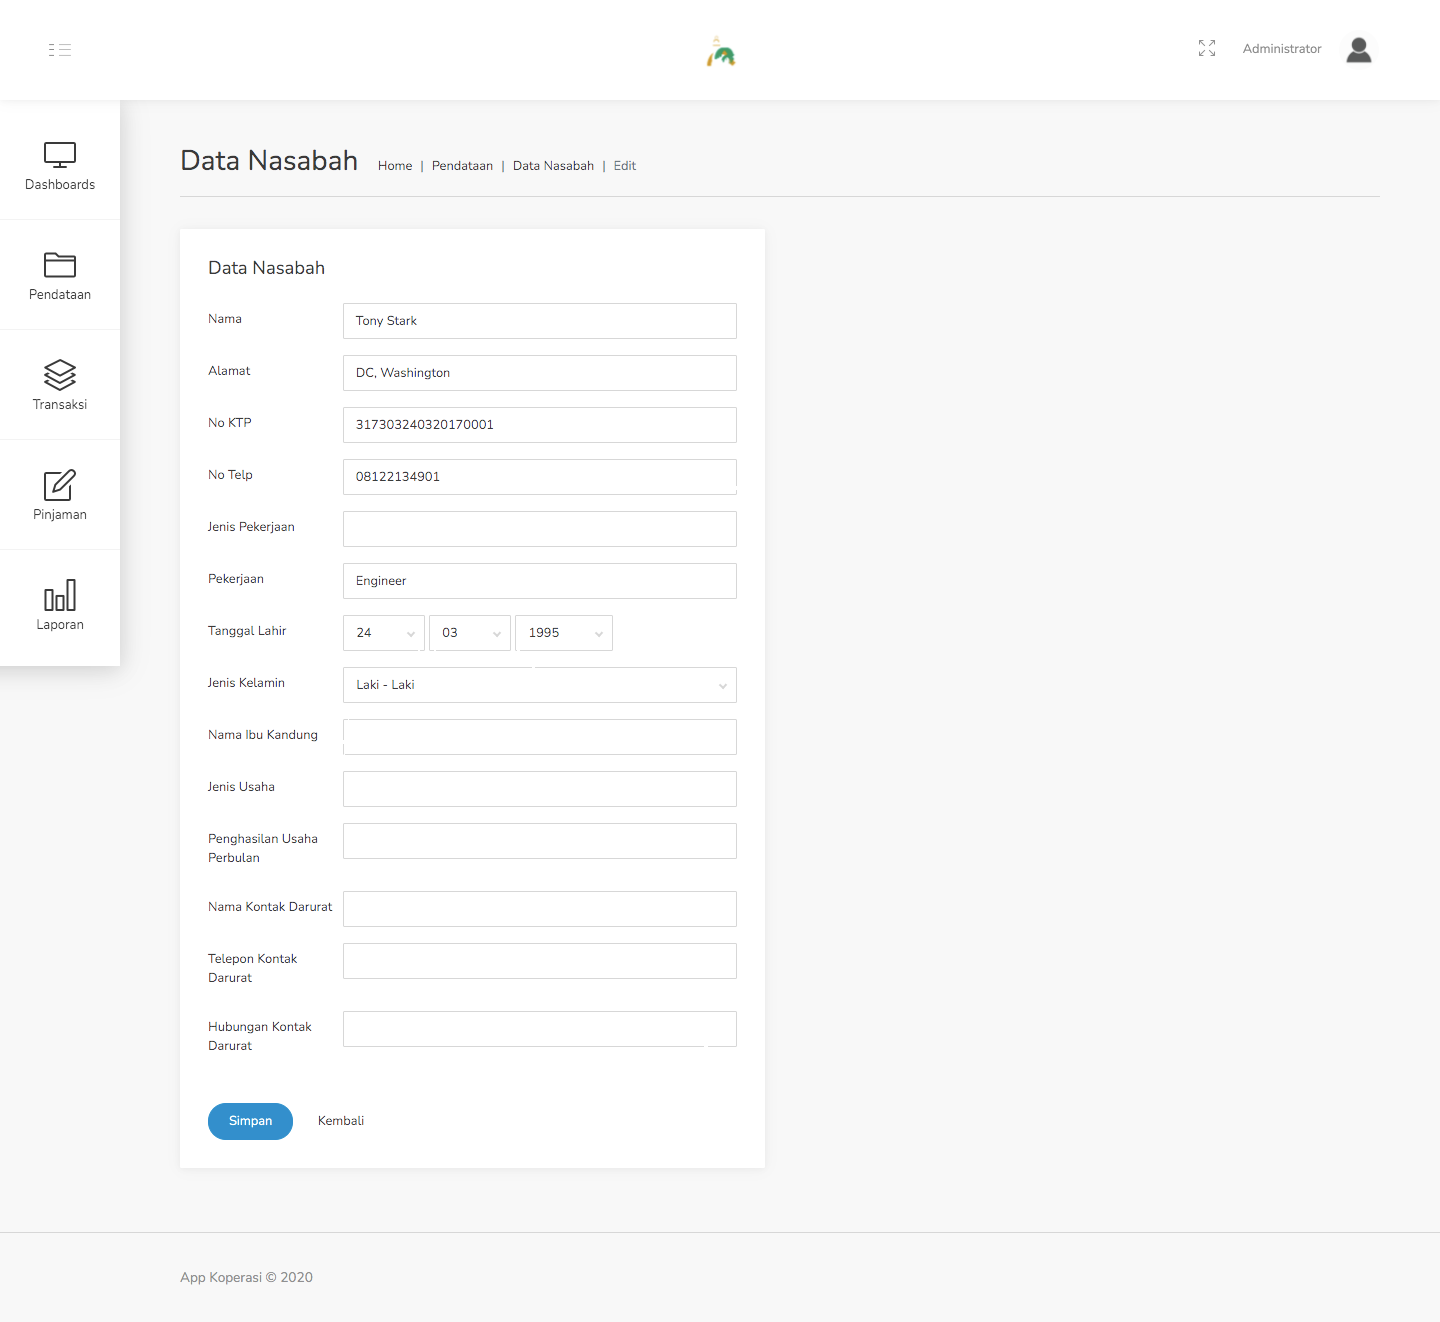 Administrator
Dashboards
Pendataan
Transaksi
Pinjaman
Laporan
Data Nasabah
Home | Pendataan | Data Nasabah | Edit
Data Nasabah
Nama
Tony Stark
Alamat
DC, Washington
No KTP
317303240320170001
No Telp
08122134901
Jenis Pekerjaan
Pekerjaan
Engineer
Tanggal Lahir
24 03 1995
Jenis Kelamin
Laki - Laki
Nama Ibu Kandung
Jenis Usaha
Penghasilan Usaha
Perbulan
Nama Kontak Darurat
Telepon Kontak
Darurat
Hubungan Kontak
Darurat
Simpan
Kembali
App Koperasi © 2020